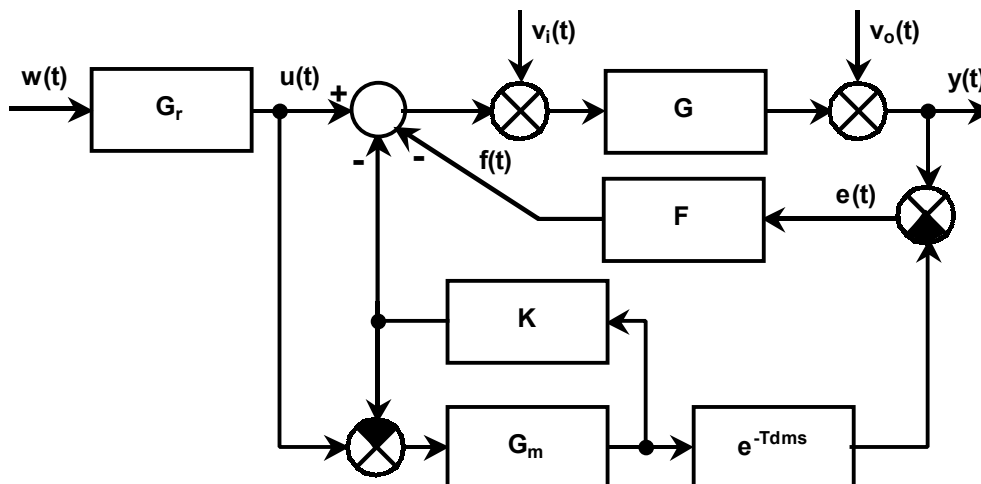 vᵢ(t)
vₒ(t)
w(t)
u(t)
y(t)
Gᵣ
+
G
-
-
f(t)
e(t)
F
K
Gₘ
e⁻ᵀᵈᵐˢ